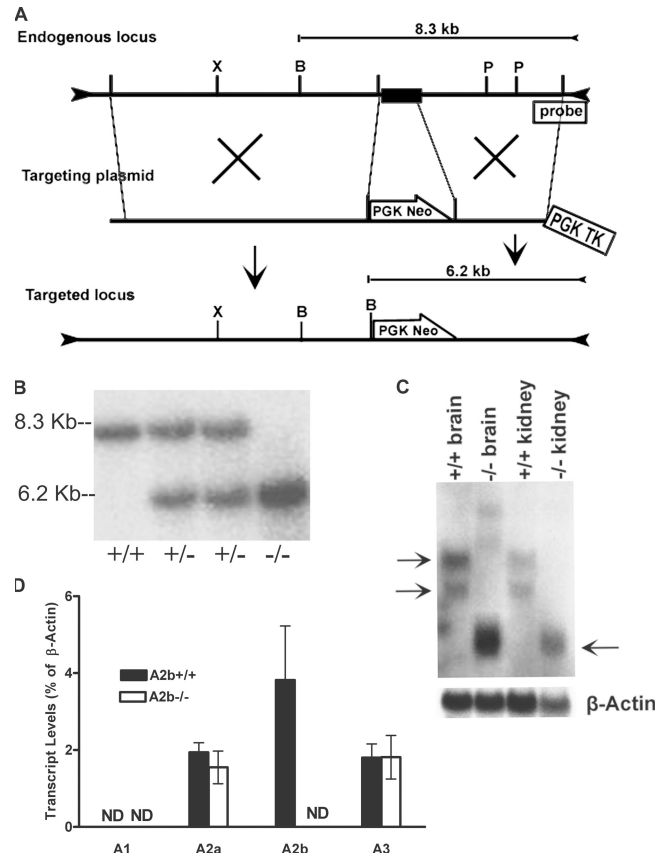 A
Endogenous locus
8.3 kb
X B P P
probe
Targeting plasmid
PGK Neo
PGK TK
6.2 kb
Targeted locus
X B B
PGK Neo
B
8.3 Kb--
6.2 Kb--
+/+ +/- +/- -/-
C
+/+ brain
-/- brain
+/+ kidney
-/- kidney
β-Actin
D
Transcript Levels (% of β-Actin)
6
4
2
0
A2b+/+
A2b-/-
ND ND ND
A1 A2a A2b A3